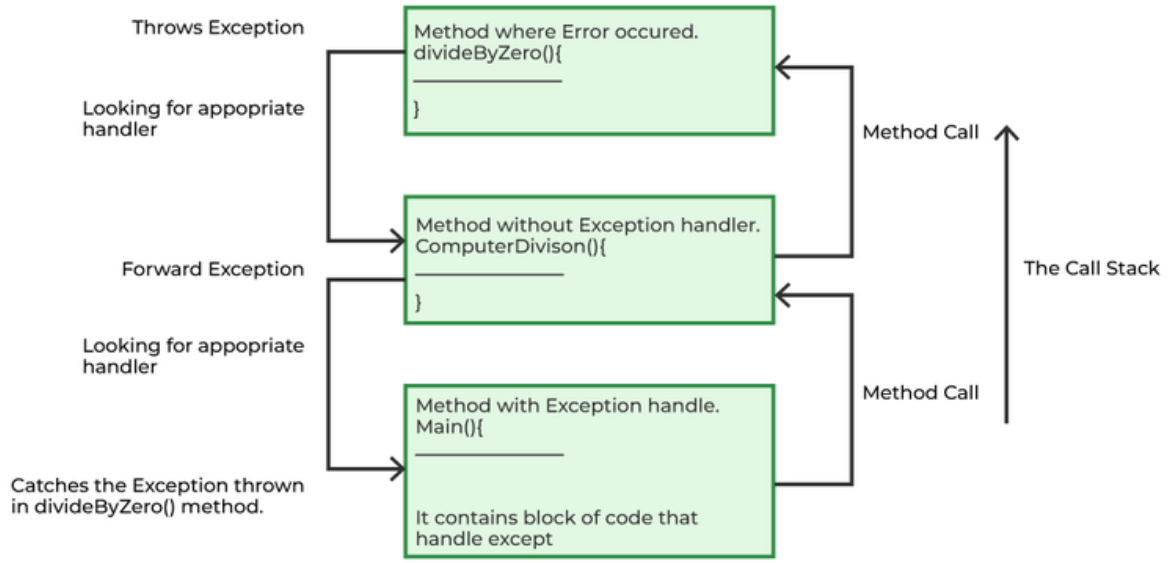 Throws Exception
Looking for appopriate
handler
Forward Exception
Looking for appopriate
handler
Catches the Exception thrown
in divideByZero() method.
Method where Error occured.
divideByZero(){
}
Method without Exception handler.
ComputerDivison(){
}
Method with Exception handle.
Main(){
It contains block of code that
handle except
Method Call
Method Call
The Call Stack